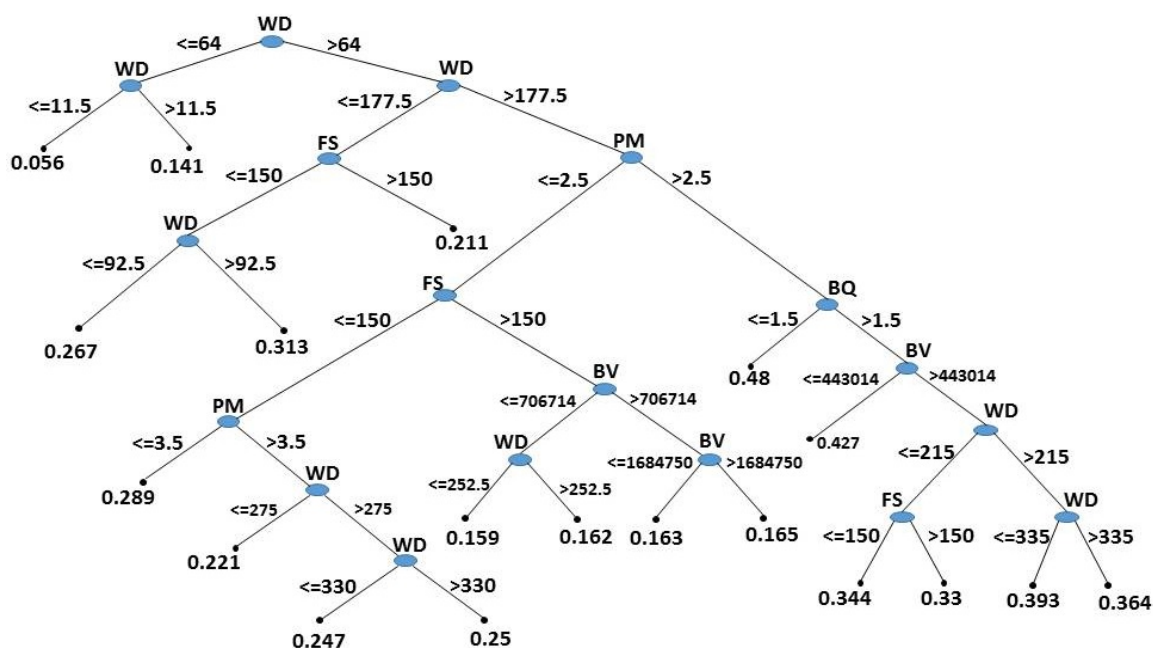 WD
<=64 >64
WD WD
<=11.5 >11.5 <=177.5 >177.5
0.056 0.141 FS PM
<=150 >150 <=2.5 >2.5
WD 0.211
<=92.5 >92.5 FS BQ
0.267 0.313 <=150 >150 <=1.5 >1.5
BV BV
0.48 <=443014 >443014
PM <=706714 >706714 WD
<=3.5 >3.5 WD BV 0.427 <=215 >215
0.289 WD <=252.5 >252.5 <=1684750 >1684750 FS WD
<=275 >275 0.159 0.162 0.163 0.165 <=150 >150 <=335 >335
0.221 WD 0.344 0.33 0.393 0.364
<=330 >330
0.247 0.25